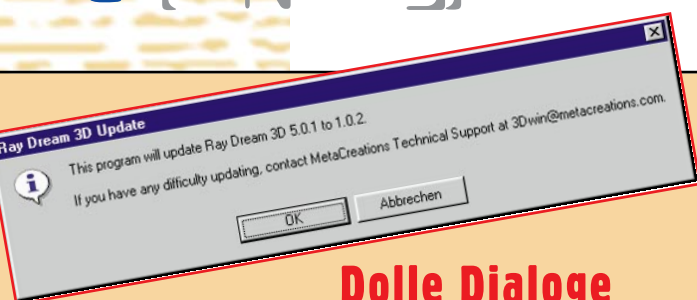 Ray Dream 3D Update
This program will update Ray Dream 3D 5.0.1 to 1.0.2.
If you have any difficulty updating, contact MetaCreations Technical Support at 3Dwin@metacreations.com.
OK
Abbrechen
Dolle Dialoge